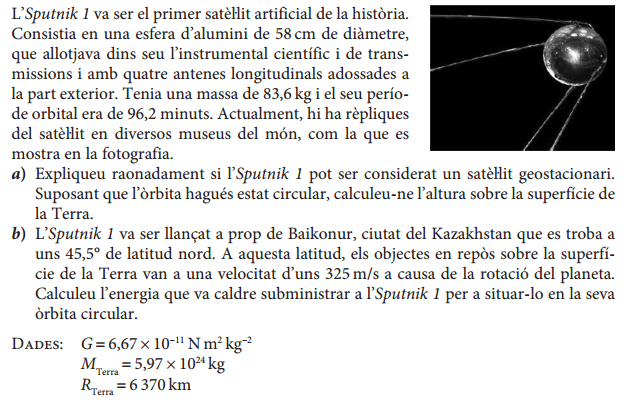 L’Sputnik 1 va ser el primer satèl·lit artificial de la història.
Consistia en una esfera d’alumini de 58 cm de diàmetre,
que allotjava dins seu l’instrumental científic i de trans-
missions i amb quatre antenes longitudinals adossades a
la part exterior. Tenia una massa de 83,6 kg i el seu perío-
de orbital era de 96,2 minuts. Actualment, hi ha rèpliques
del satèl·lit en diversos museus del món, com la que es
mostra en la fotografia.
a) Expliqueu raonadament si l’Sputnik 1 pot ser considerat un satèl·lit geostacionari.
Suposant que l’òrbita hagués estat circular, calculeu-ne l’altura sobre la superfície de
la Terra.
b) L’Sputnik 1 va ser llançat a prop de Baikonur, ciutat del Kazakhstan que es troba a
uns 45,5° de latitud nord. A aquesta latitud, els objectes en repòs sobre la superfí-
cie de la Terra van a una velocitat d’uns 325 m/s a causa de la rotació del planeta.
Calculeu l’energia que va caldre subministrar a l’Sputnik 1 per a situar-lo en la seva
òrbita circular.
DADES: G = 6,67 × 10⁻¹¹ N m² kg⁻²
M_Terra = 5,97 × 10²⁴ kg
R_Terra = 6 370 km